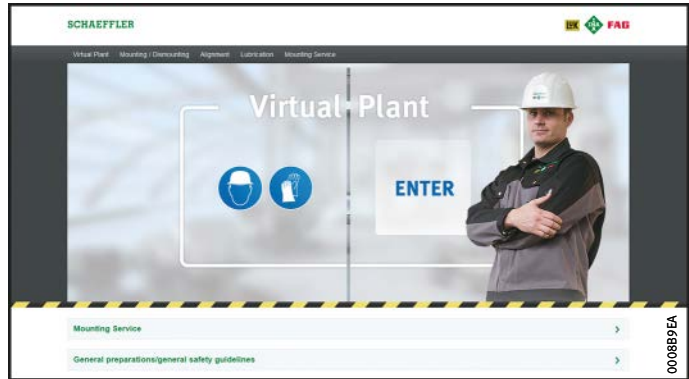 SCHAEFFLER
LUK INA FAG
Virtual Plant Mounting / Dismounting Alignment Lubrication Mounting Service
Virtual Plant
ENTER
Mounting Service
General preparations/general safety guidelines
0008B9EA